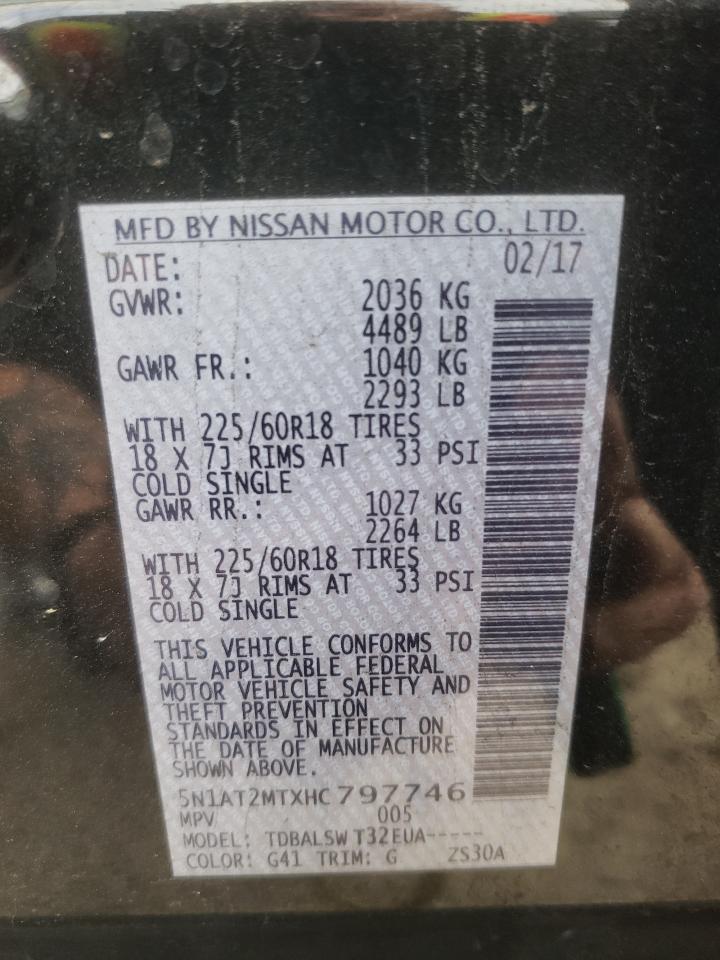 MFD BY NISSAN MOTOR CO., LTD.
DATE: 02/17
GVWR: 2036 KG
4489 LB
GAWR FR.: 1040 KG
2293 LB
WITH 225/60R18 TIRES
18 X 7J RIMS AT 33 PSI
COLD SINGLE
GAWR RR.: 1027 KG
2264 LB
WITH 225/60R18 TIRES
18 X 7J RIMS AT 33 PSI
COLD SINGLE
THIS VEHICLE CONFORMS TO
ALL APPLICABLE FEDERAL
MOTOR VEHICLE SAFETY AND
THEFT PREVENTION
STANDARDS IN EFFECT ON
THE DATE OF MANUFACTURE
SHOWN ABOVE.
5N1AT2MTXHC797746
MPV 005
MODEL: TDBALSW T32EUA-----
COLOR: G41 TRIM: G ZS30A